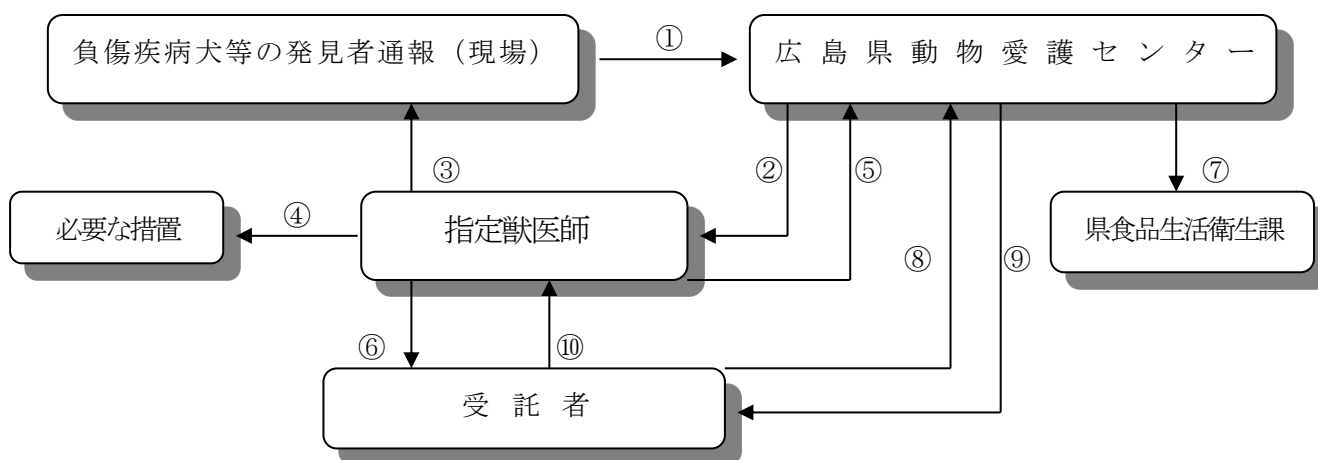 負傷疾病犬等の発見者通報（現場）
①
広島県動物愛護センター
③
②
⑤
⑦
必要な措置
④
指定獣医師
県食品生活衛生課
⑧
⑨
⑥
⑩
受託者